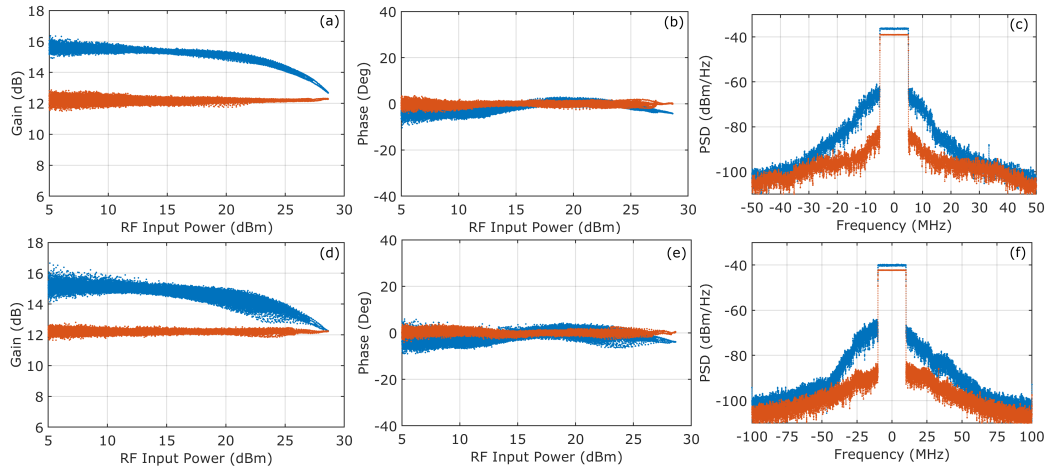 (a)
18
16
14
12
10
8
6
Gain (dB)
5 10 15 20 25 30
RF Input Power (dBm)
(b)
40
20
0
-20
-40
Phase (Deg)
5 10 15 20 25 30
RF Input Power (dBm)
(c)
-40
-60
-80
-100
PSD (dBm/Hz)
-50 -40 -30 -20 -10 0 10 20 30 40 50
Frequency (MHz)
(d)
18
16
14
12
10
8
6
Gain (dB)
5 10 15 20 25 30
RF Input Power (dBm)
(e)
40
20
0
-20
-40
Phase (Deg)
5 10 15 20 25 30
RF Input Power (dBm)
(f)
-40
-60
-80
-100
PSD (dBm/Hz)
-100 -75 -50 -25 0 25 50 75 100
Frequency (MHz)